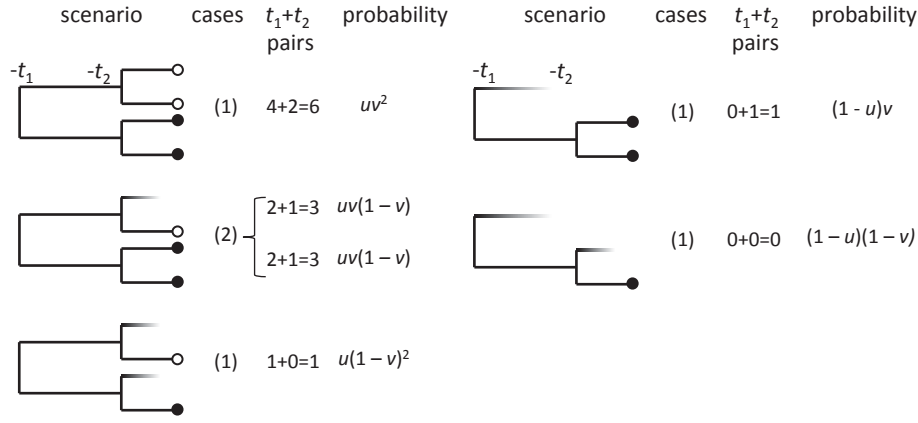 scenario cases t1+t2 probability
pairs
-t1 -t2
(1) 4+2=6 uv²
(2) 2+1=3 uv(1 – v)
2+1=3 uv(1 – v)
(1) 1+0=1 u(1 – v)²
scenario cases t1+t2 probability
pairs
-t1 -t2
(1) 0+1=1 (1 - u)v
(1) 0+0=0 (1 – u)(1 – v)